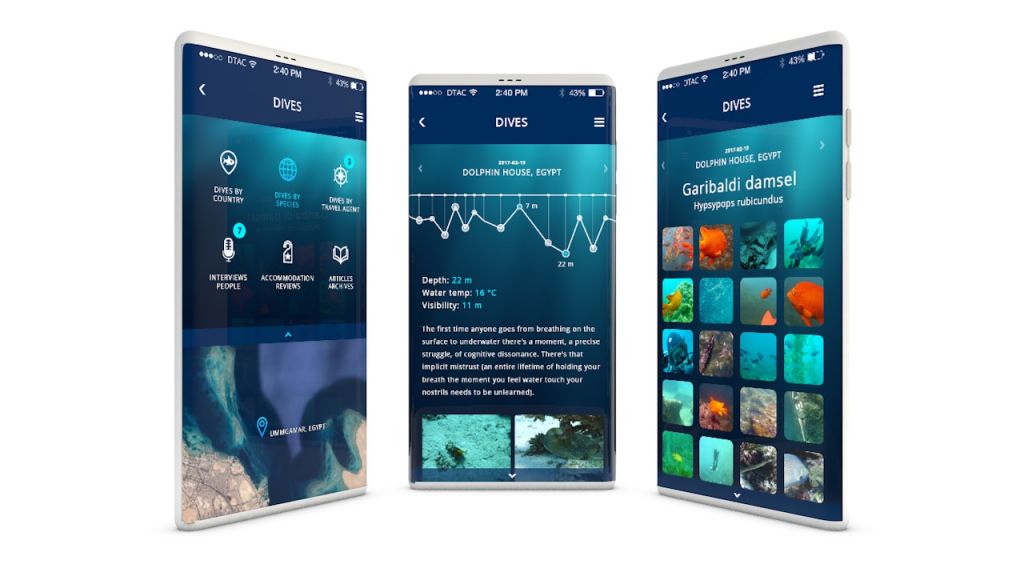 DTAC
2:40 PM
43%
DIVES
DIVES BY
COUNTRY
DIVES BY
SPECIES
3
DIVES BY
TRAVEL AGENT
7
INTERVIEWS
PEOPLE
ACCOMMODATION
REVIEWS
ARTICLES
ARCHIVES
UMMGAMAR, EGYPT
DTAC
2:40 PM
43%
DIVES
2017-02-13
DOLPHIN HOUSE, EGYPT
7 m
22 m
Depth: 22 m
Water temp: 16 °C
Visibility: 11 m
The first time anyone goes from breathing on the
surface to underwater there's a moment, a precise
struggle, of cognitive dissonance. There's that
implicit mistrust (an entire lifetime of holding your
breath the moment you feel water touch your
nostrils needs to be unlearned).
DTAC
2:40 PM
43%
DIVES
2017-02-13
DOLPHIN HOUSE, EGYPT
Garibaldi damsel
Hypsypops rubicundus